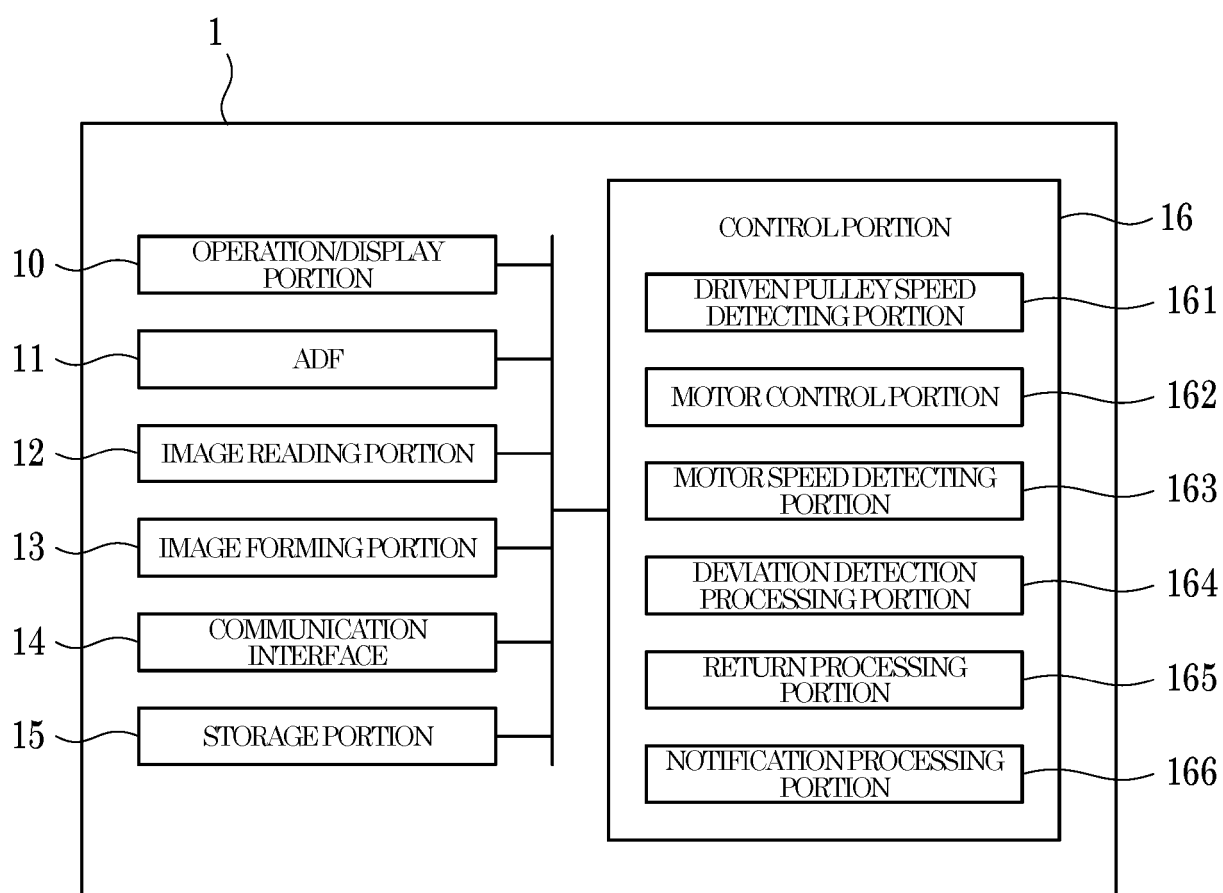 1
10
OPERATION/DISPLAY
PORTION
11
ADF
12
IMAGE READING PORTION
13
IMAGE FORMING PORTION
14
COMMUNICATION
INTERFACE
15
STORAGE PORTION
CONTROL PORTION
16
DRIVEN PULLEY SPEED
DETECTING PORTION
161
MOTOR CONTROL PORTION
162
MOTOR SPEED DETECTING
PORTION
163
DEVIATION DETECTION
PROCESSING PORTION
164
RETURN PROCESSING
PORTION
165
NOTIFICATION PROCESSING
PORTION
166